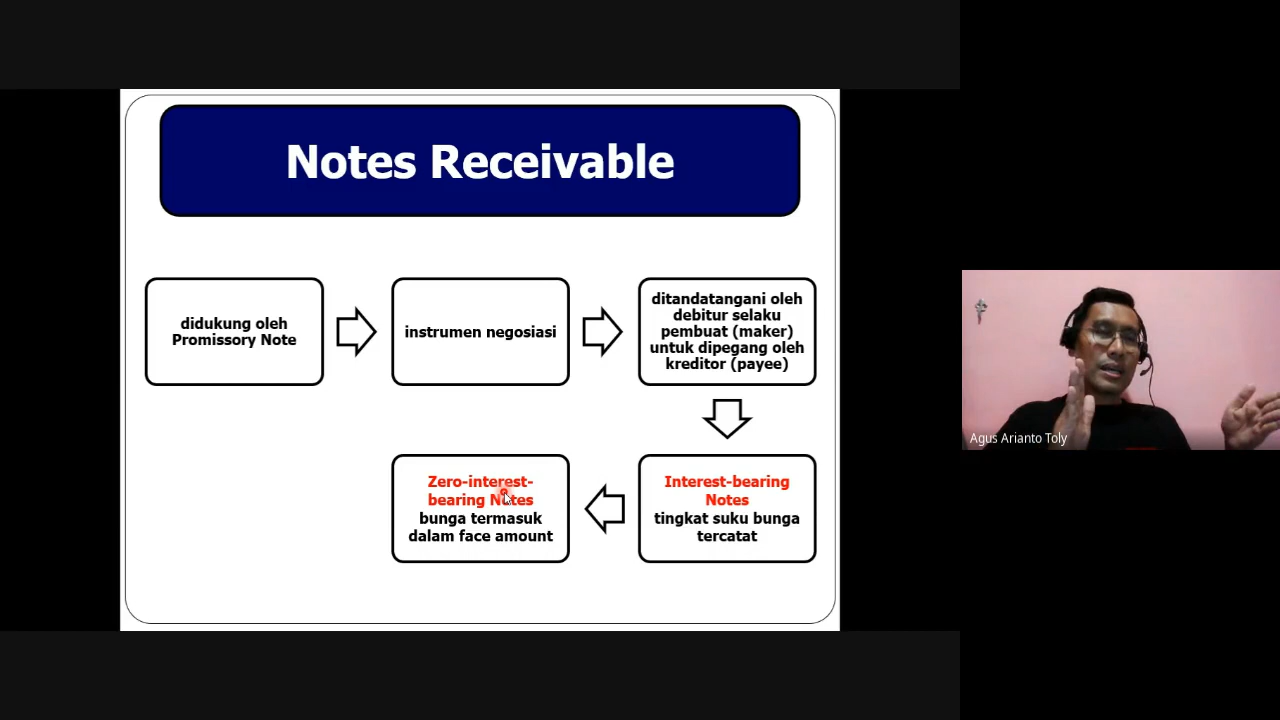 Notes Receivable
didukung oleh
Promissory Note
instrumen negosiasi
ditandatangani oleh
debitur selaku
pembuat (maker)
untuk dipegang oleh
kreditor (payee)
Interest-bearing
Notes
tingkat suku bunga
tercatat
Zero-interest-
bearing Notes
bunga termasuk
dalam face amount
Agus Arianto Toly